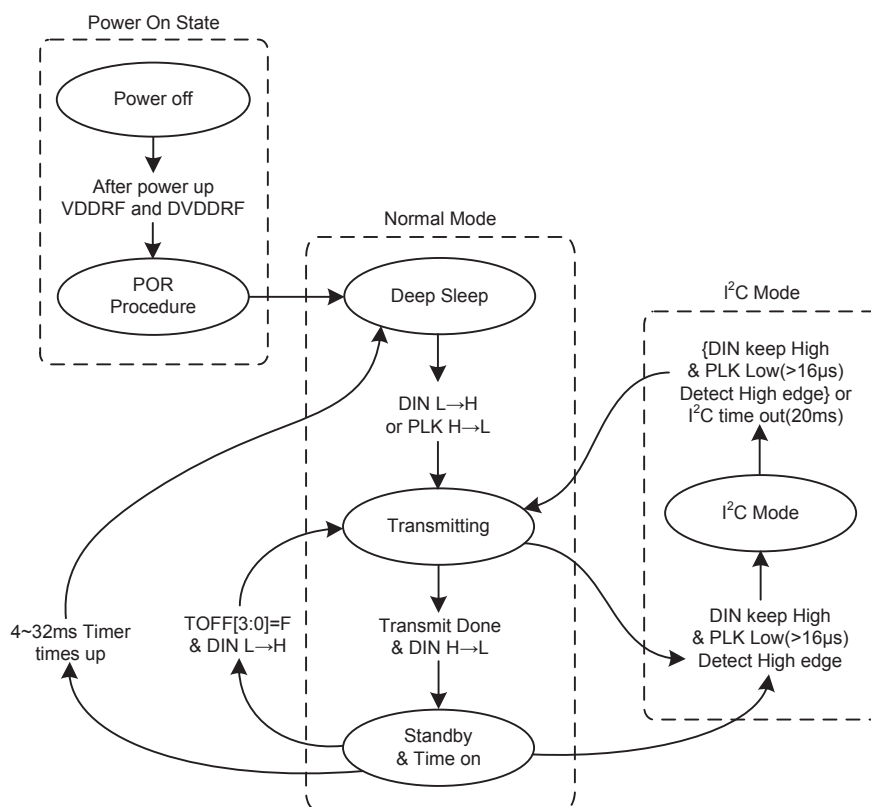 Power On State
Power off
After power up
VDDRF and DVDDRF
POR
Procedure
Normal Mode
Deep Sleep
DIN L→H
or PLK H→L
Transmitting
Transmit Done
& DIN H→L
Standby
& Time on
TOFF[3:0]=F
& DIN L→H
4~32ms Timer
times up
I²C Mode
{DIN keep High
& PLK Low(>16μs)
Detect High edge} or
I²C time out(20ms)
I²C Mode
DIN keep High
& PLK Low(>16μs)
Detect High edge